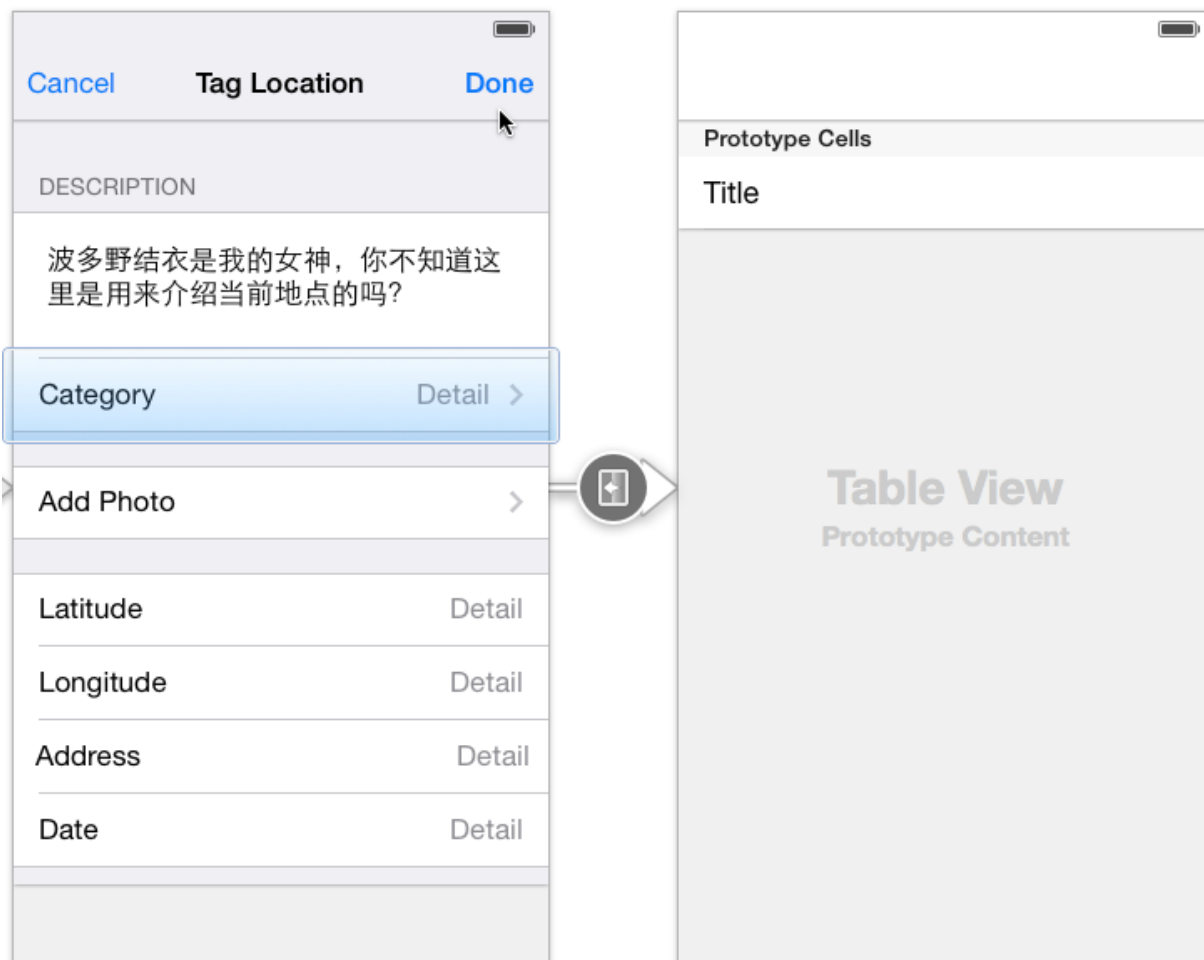 Cancel
Tag Location
Done
DESCRIPTION
波多野结衣是我的女神，你不知道这
里是用来介绍当前地点的吗？
Category
Detail
Add Photo
Latitude
Detail
Longitude
Detail
Address
Detail
Date
Detail
Prototype Cells
Title
Table View
Prototype Content